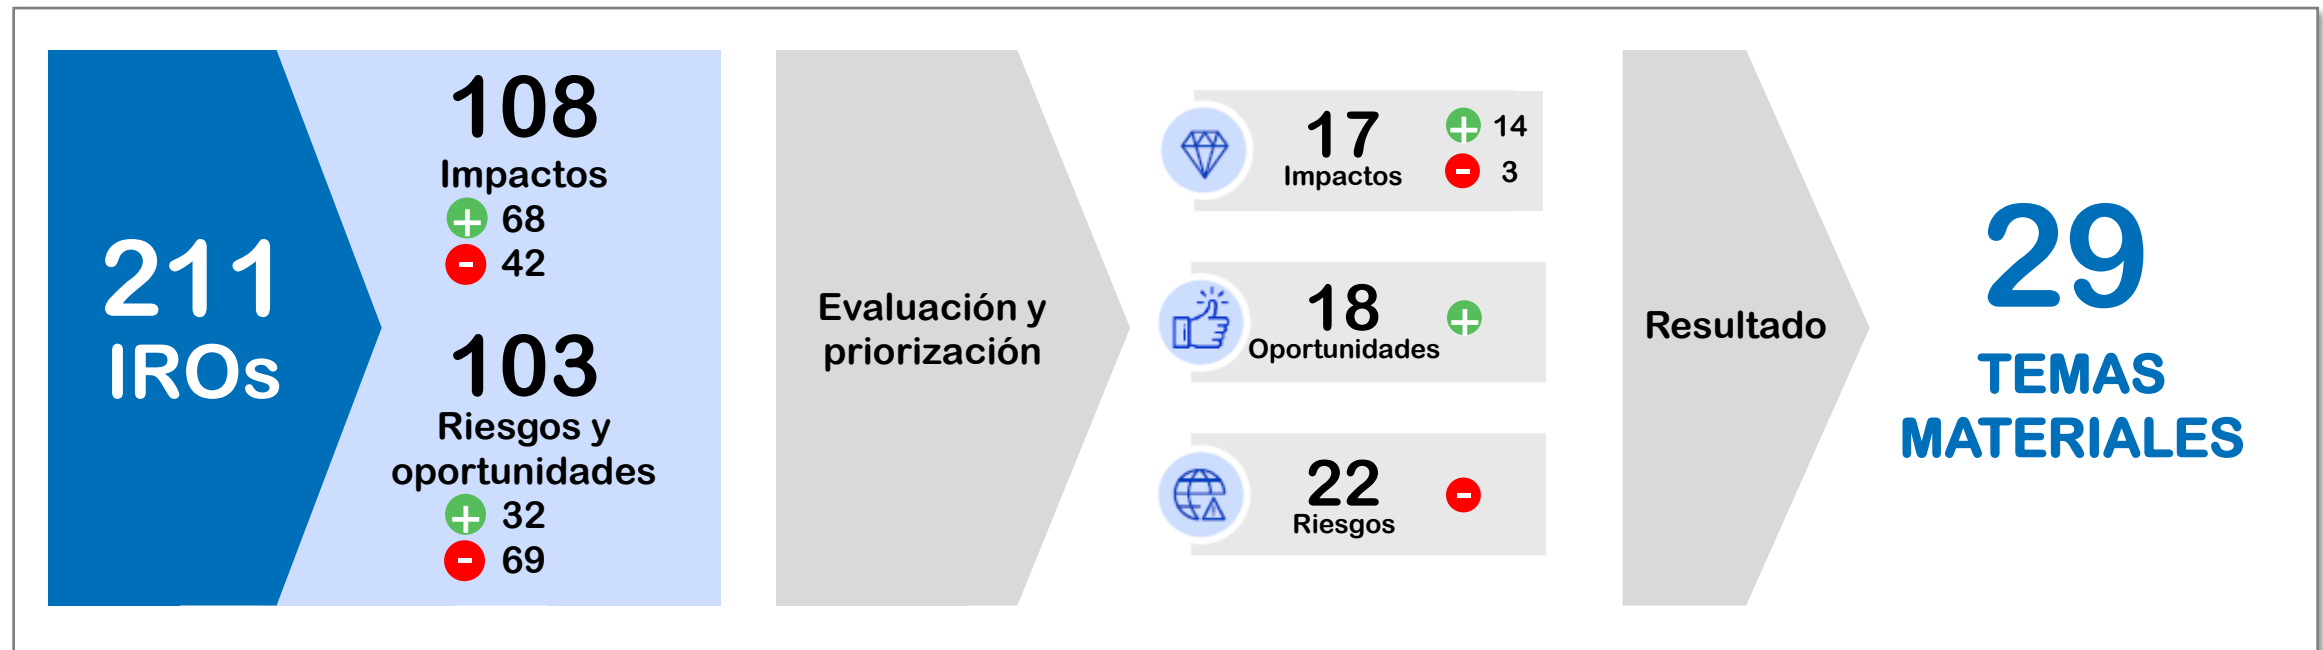 211
IROs
108
Impactos
+ 68
- 42
103
Riesgos y
oportunidades
+ 32
- 69
Evaluación y
priorización
17
Impactos
+ 14
- 3
18
Oportunidades
+
22
Riesgos
-
Resultado
29
TEMAS
MATERIALES